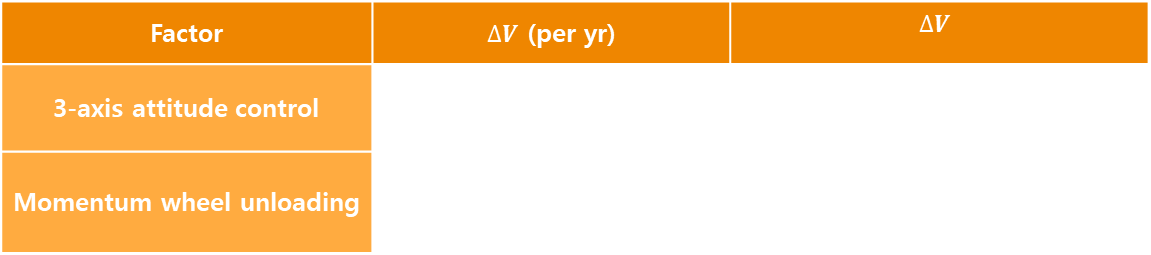 Factor
ΔV (per yr)
ΔV
3-axis attitude control
Momentum wheel unloading